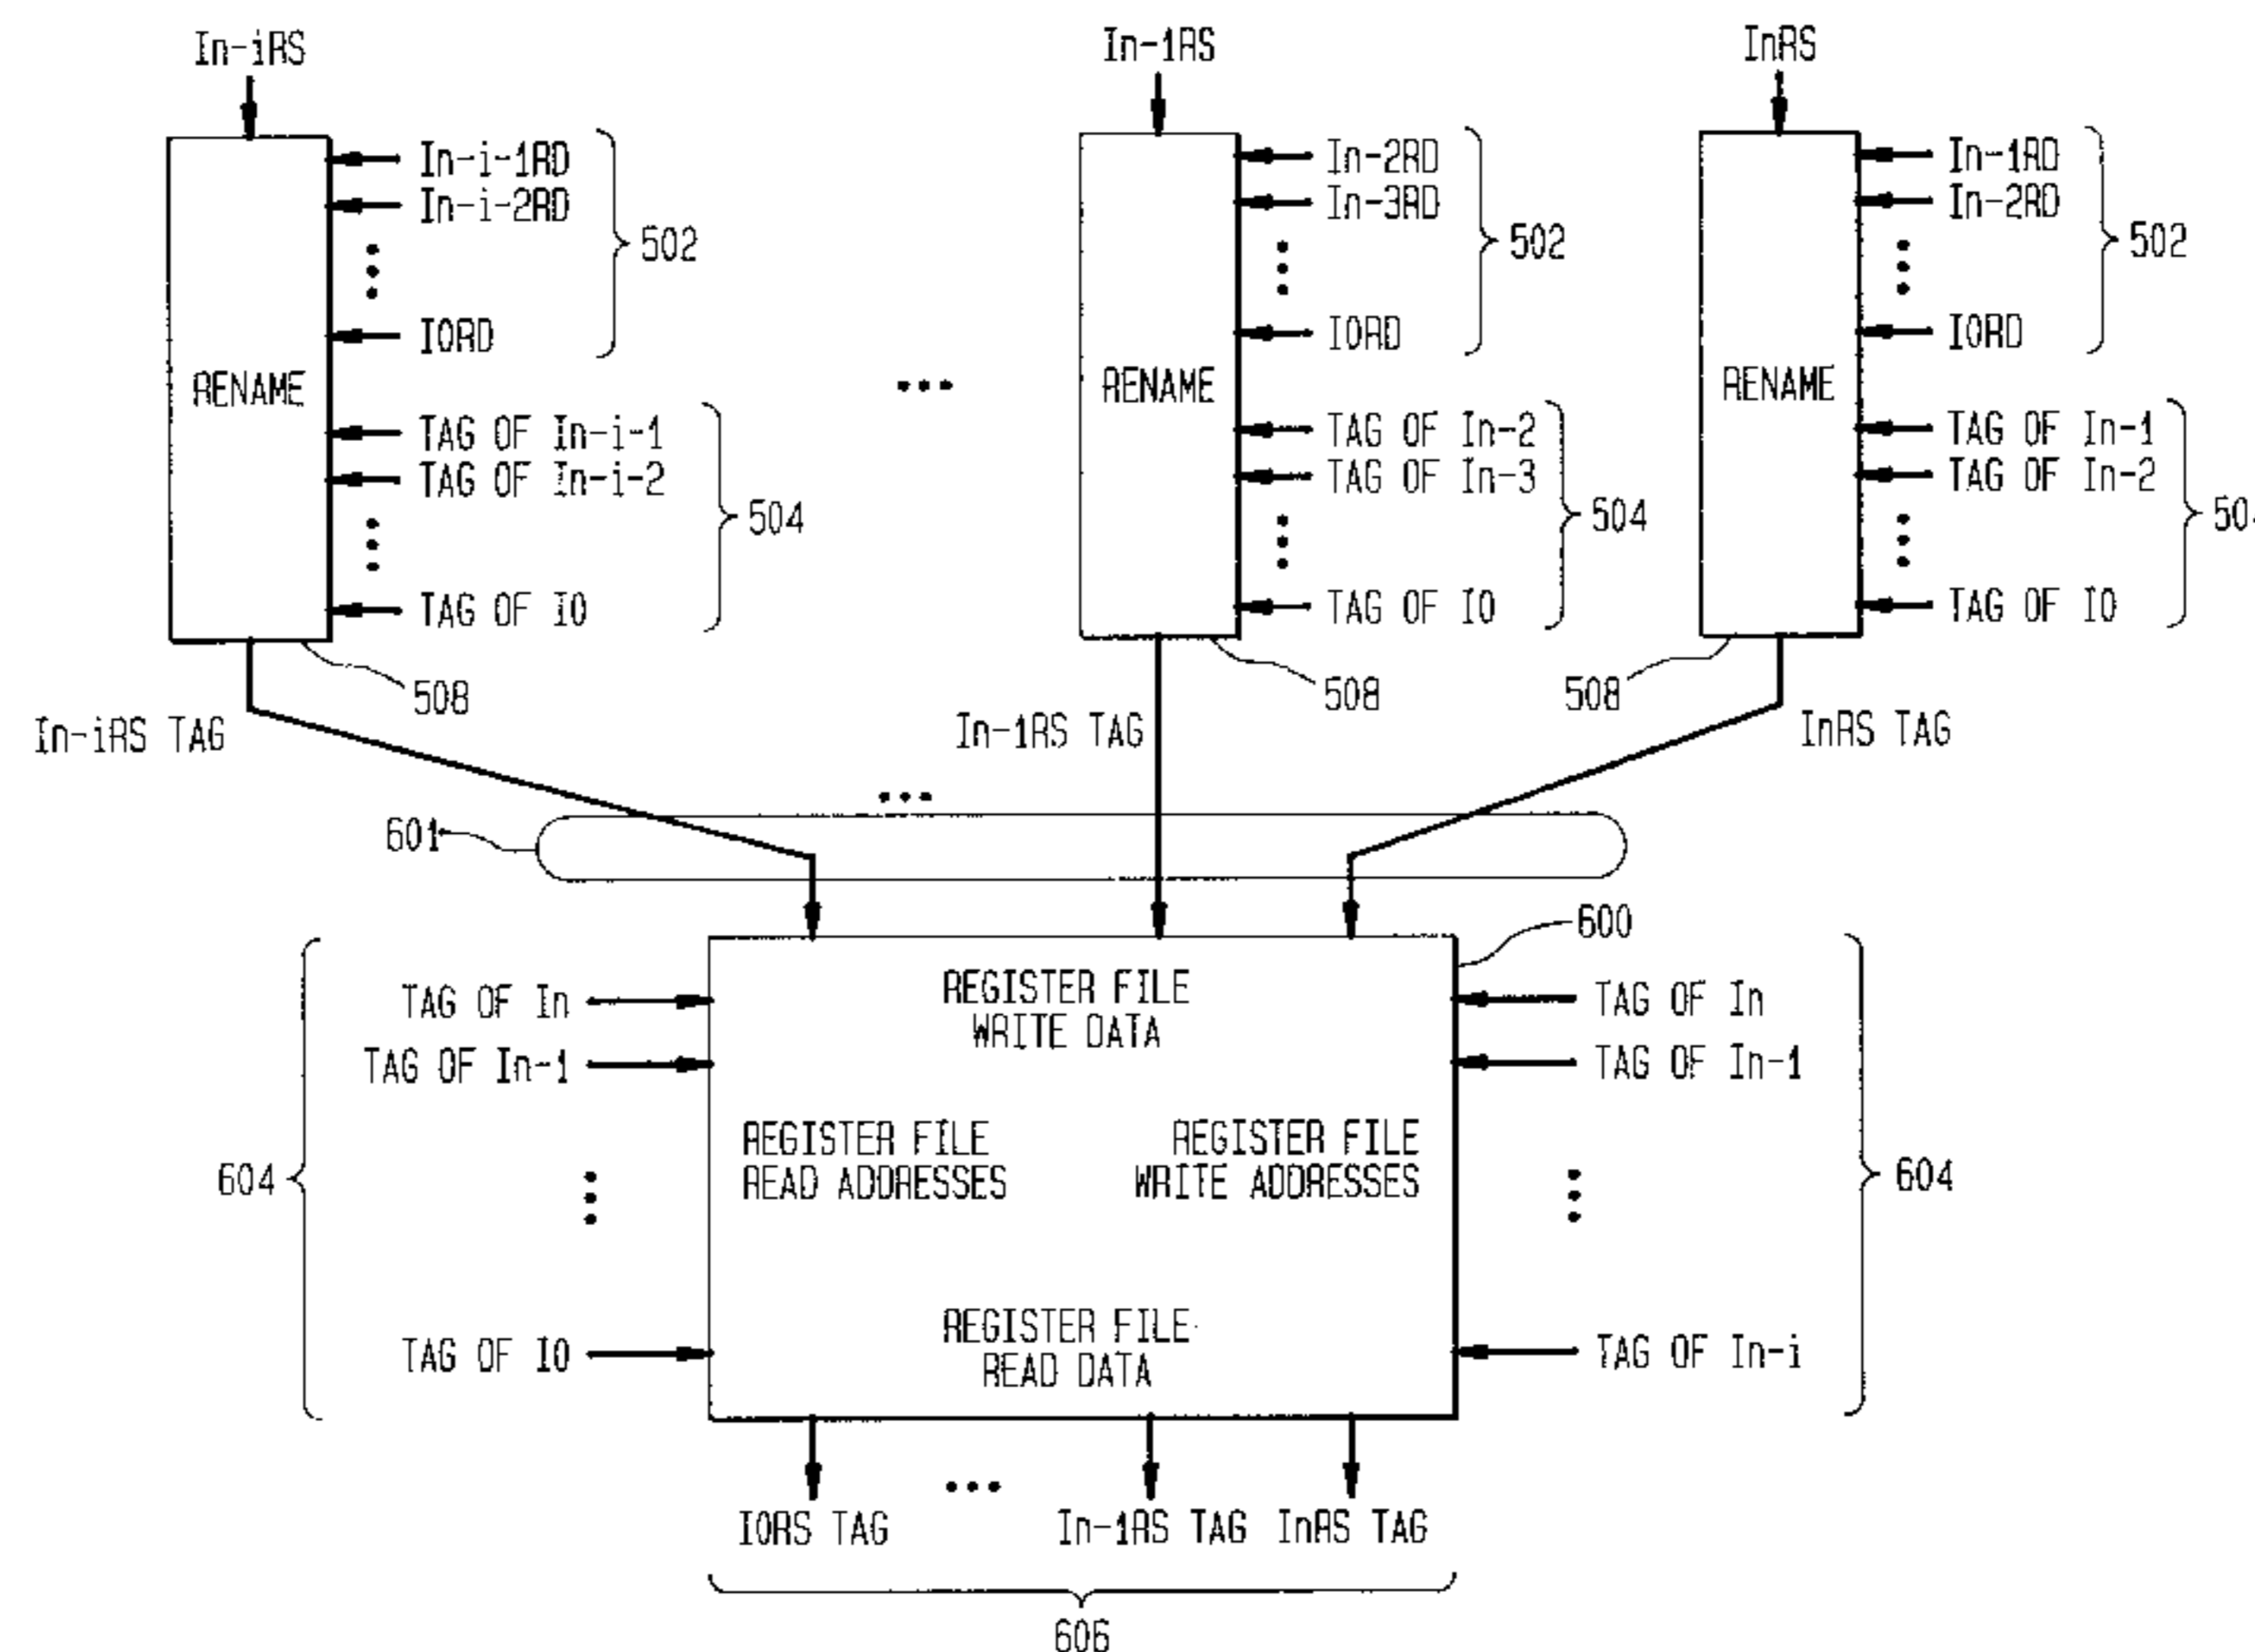 In-iRS In-1RS InRS
In-i-1RD In-2RD In-1RD
In-i-2RD In-3RD In-2RD
502 502 502
I0RD I0RD I0RD
RENAME RENAME RENAME
TAG OF In-i-1 TAG OF In-2 TAG OF In-1
TAG OF In-i-2 TAG OF In-3 TAG OF In-2
504 504
TAG OF I0 TAG OF I0 TAG OF I0
508 508 508
In-iRS TAG In-1RS TAG InRS TAG
601
600
TAG OF In REGISTER FILE TAG OF In
WRITE DATA
TAG OF In-1 TAG OF In-1
REGISTER FILE REGISTER FILE
604 READ ADDRESSES WRITE ADDRESSES 604
REGISTER FILE
TAG OF I0 READ DATA TAG OF In-i
I0RS TAG In-1RS TAG InRS TAG
606